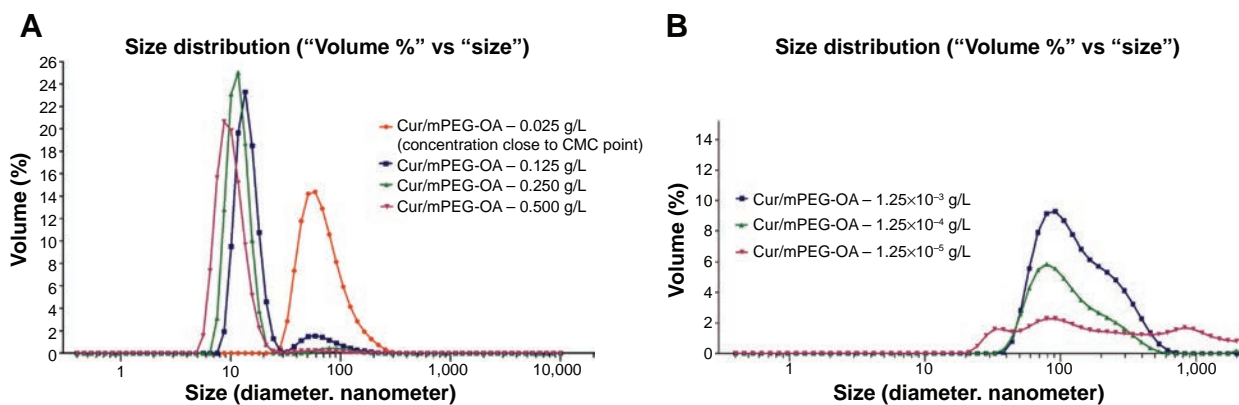 A
Size distribution (“Volume %” vs “size”)
26
24
22
20
18
16
14
12
10
8
6
4
2
0
Volume (%)
Cur/mPEG-OA – 0.025 g/L
(concentration close to CMC point)
Cur/mPEG-OA – 0.125 g/L
Cur/mPEG-OA – 0.250 g/L
Cur/mPEG-OA – 0.500 g/L
1 10 100 1,000 10,000
Size (diameter. nanometer)
B
Size distribution (“Volume %” vs “size”)
14
12
10
8
6
4
2
0
Volume (%)
Cur/mPEG-OA – 1.25×10⁻³ g/L
Cur/mPEG-OA – 1.25×10⁻⁴ g/L
Cur/mPEG-OA – 1.25×10⁻⁵ g/L
1 10 100 1,000
Size (diameter. nanometer)